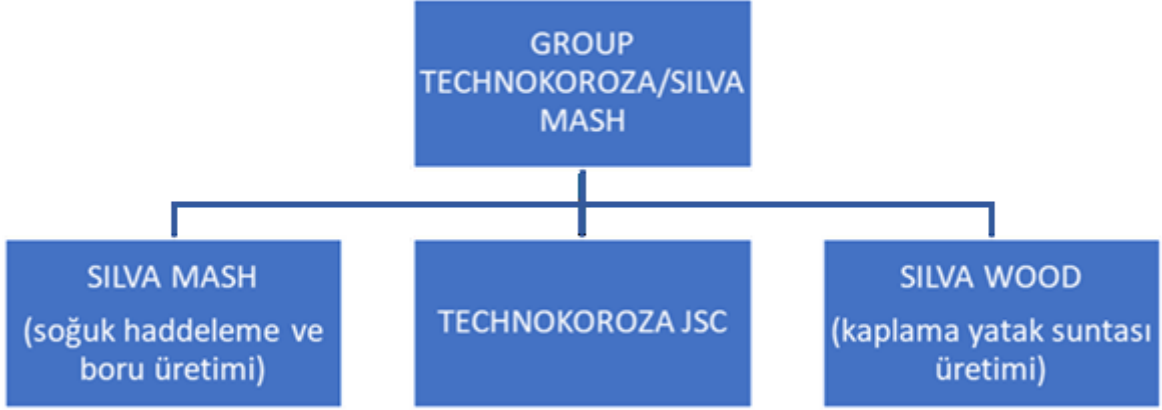 GROUP
TECHNOKOROZA/SILVA
MASH
SILVA MASH
(soğuk haddeleme ve
boru üretimi)
TECHNOKOROZA JSC
SILVA WOOD
(kaplama yatak suntası
üretimi)